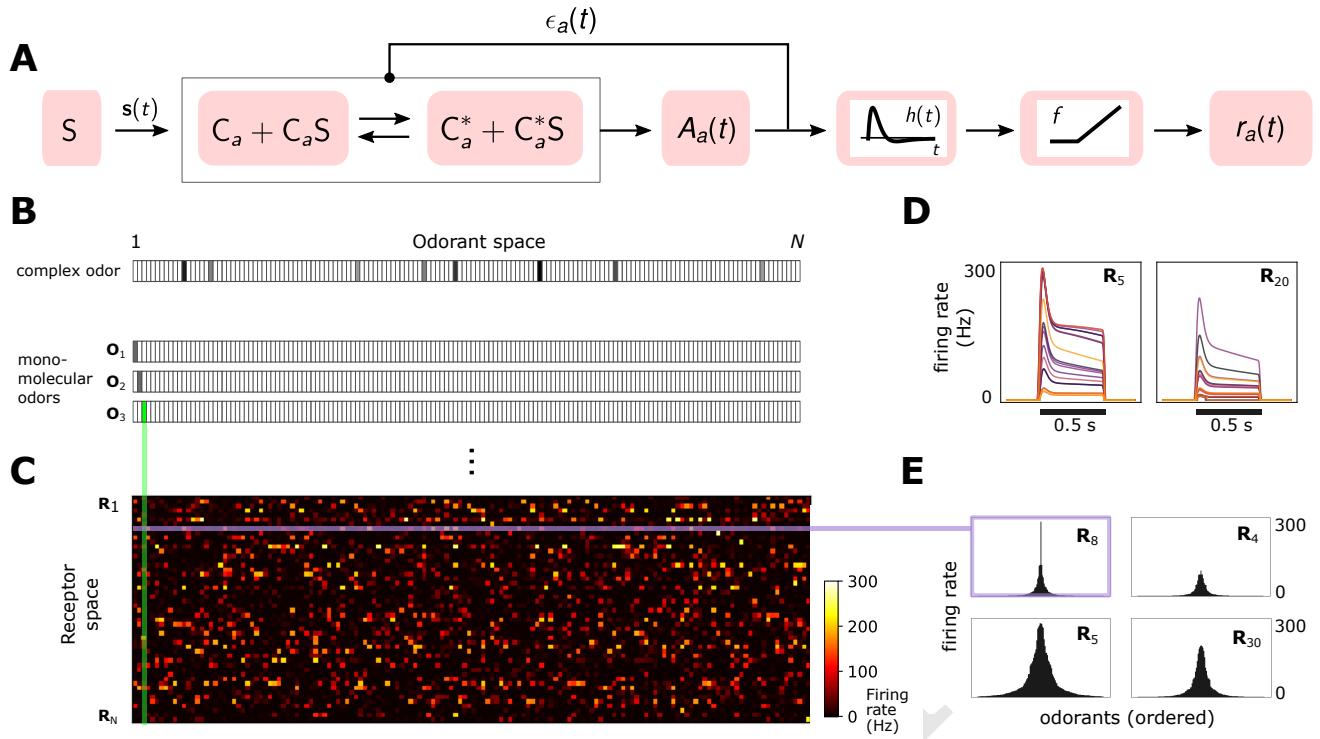 A
ϵₐ(t)
S
s(t)
Cₐ + CₐS
C*ₐ + C*ₐS
Aₐ(t)
h(t)
t
f
rₐ(t)
B
1
Odorant space
N
complex odor
mono-
molecular
odors
O₁
O₂
O₃
⋮
C
R₁
Receptor
space
R_N
300
200
100
0
Firing
rate
(Hz)
D
firing rate
(Hz)
300
0
R₅
R₂₀
0.5 s
0.5 s
E
firing rate
R₈
R₄
300
0
R₅
R₃₀
300
0
odorants (ordered)